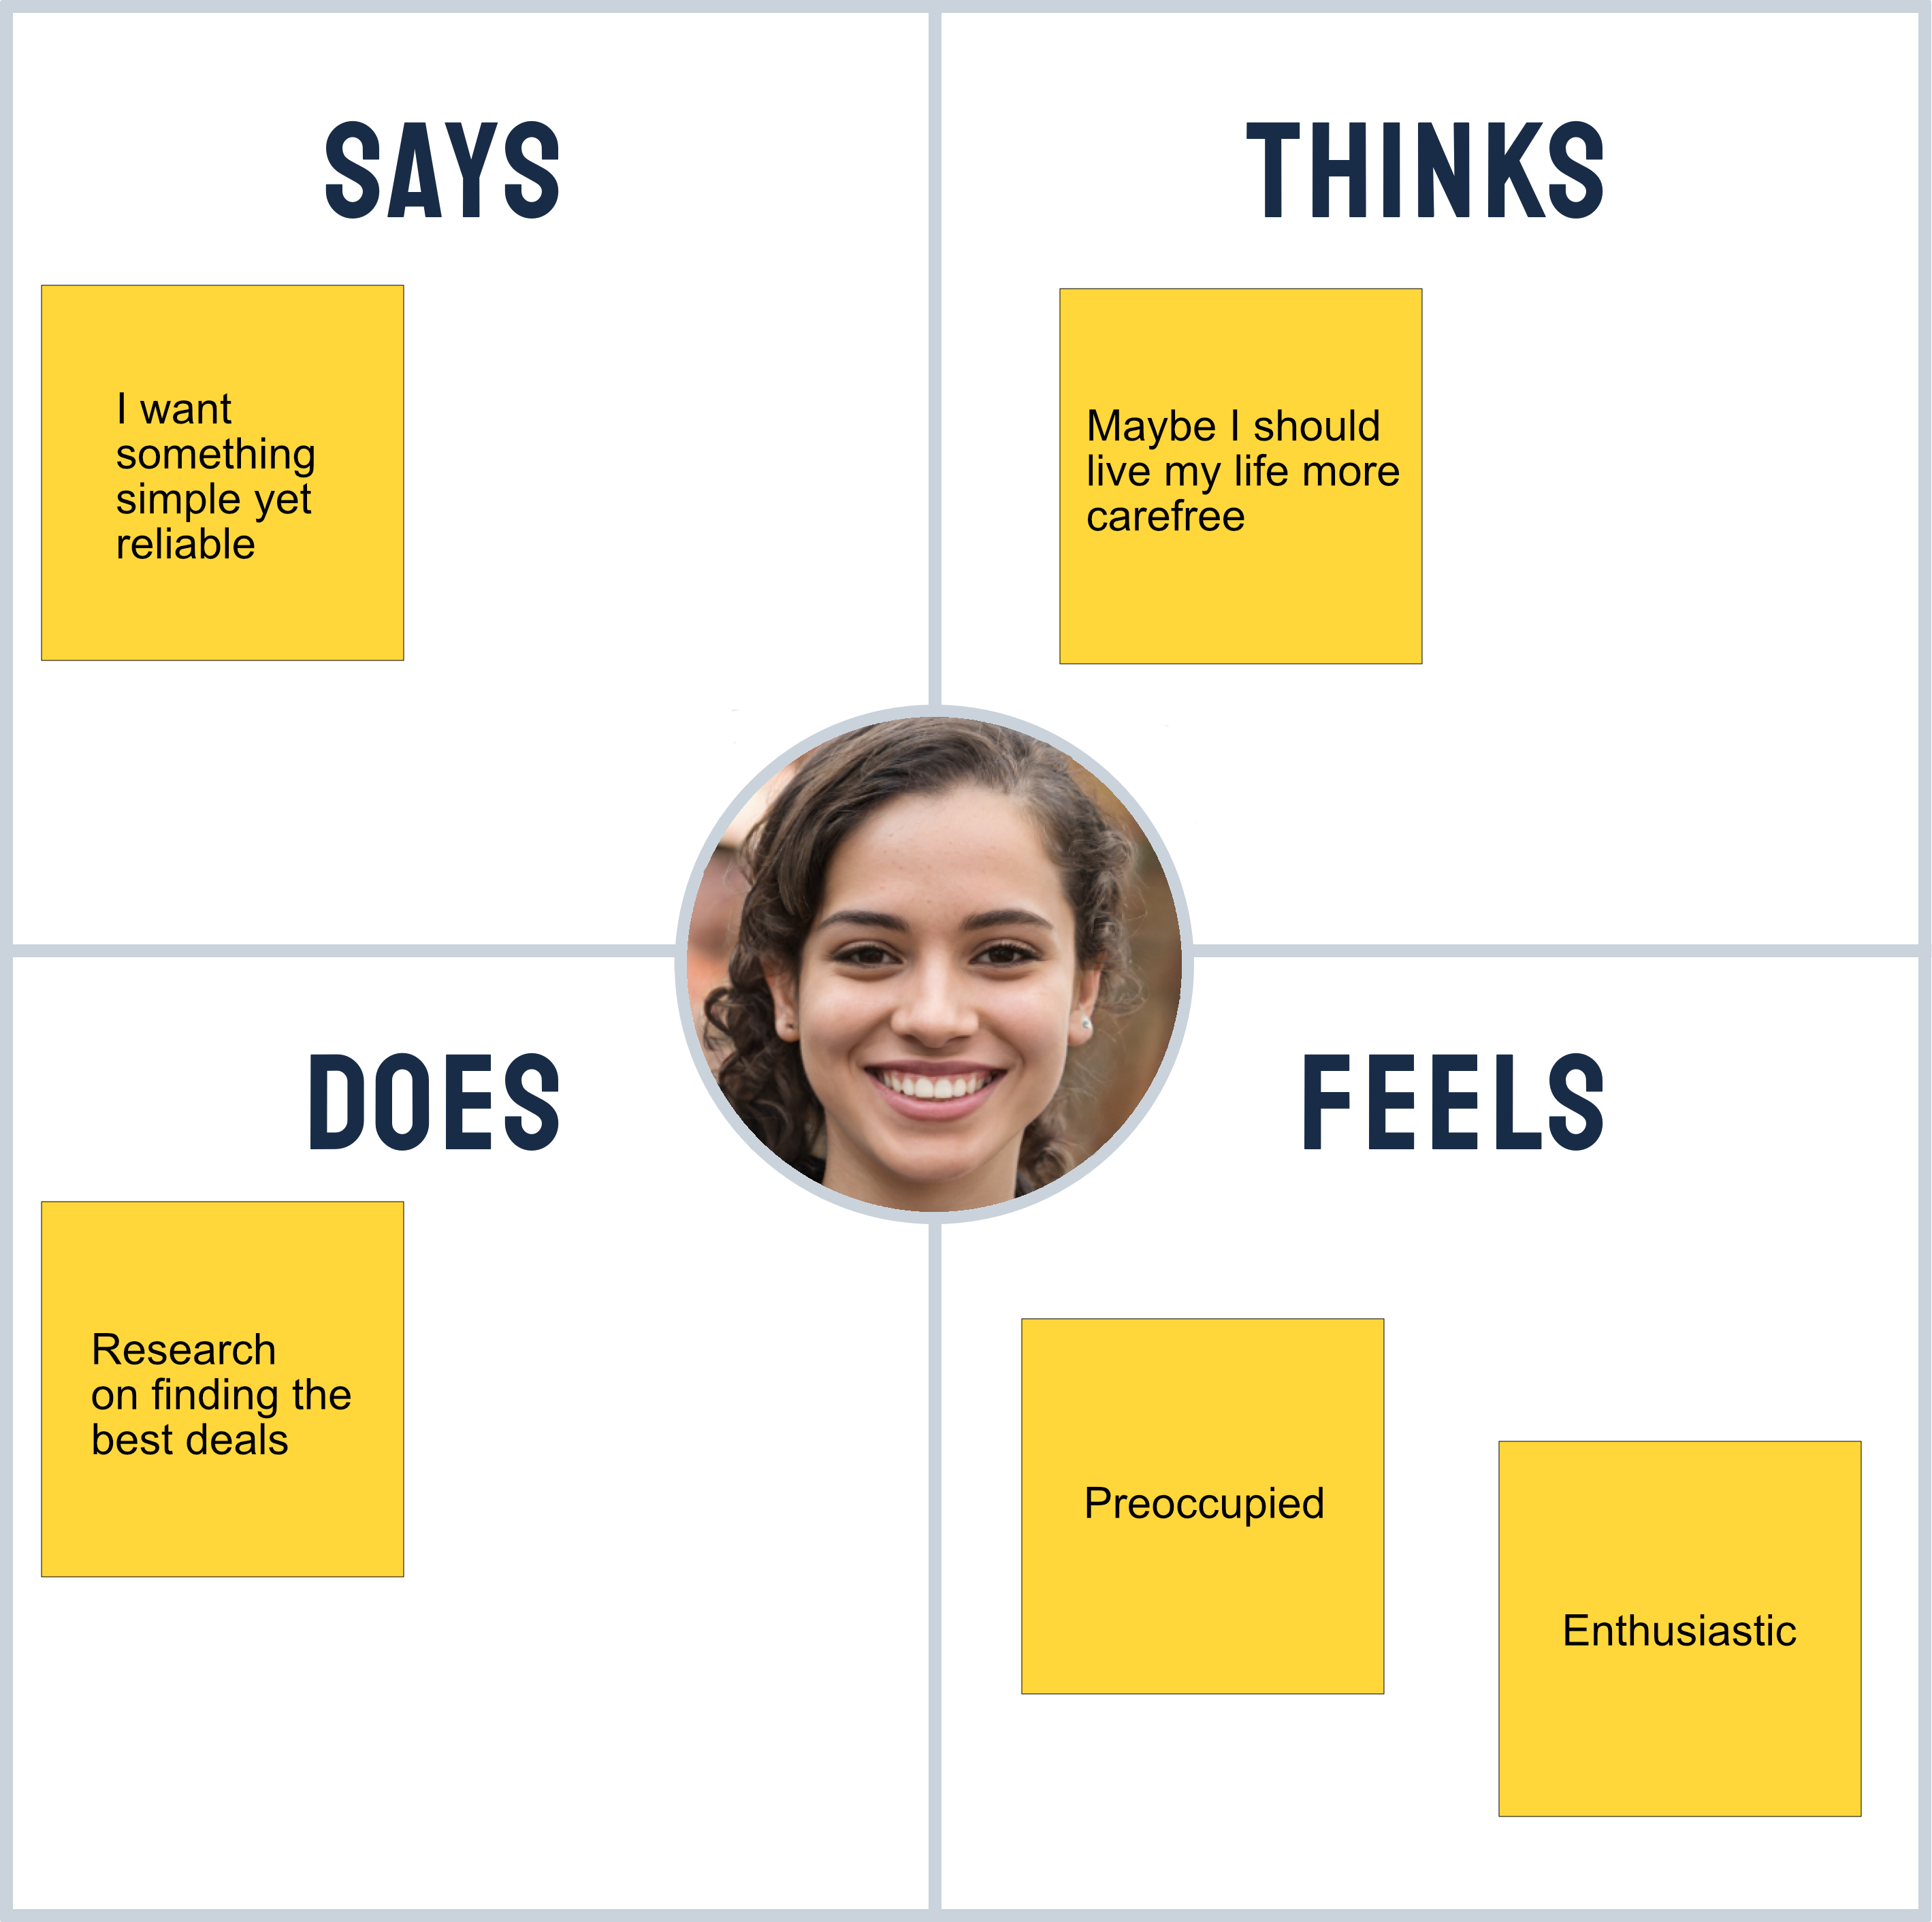 SAYS
I want
something
simple yet
reliable
THINKS
Maybe I should
live my life more
carefree
DOES
Research
on finding the
best deals
FEELS
Preoccupied
Enthusiastic